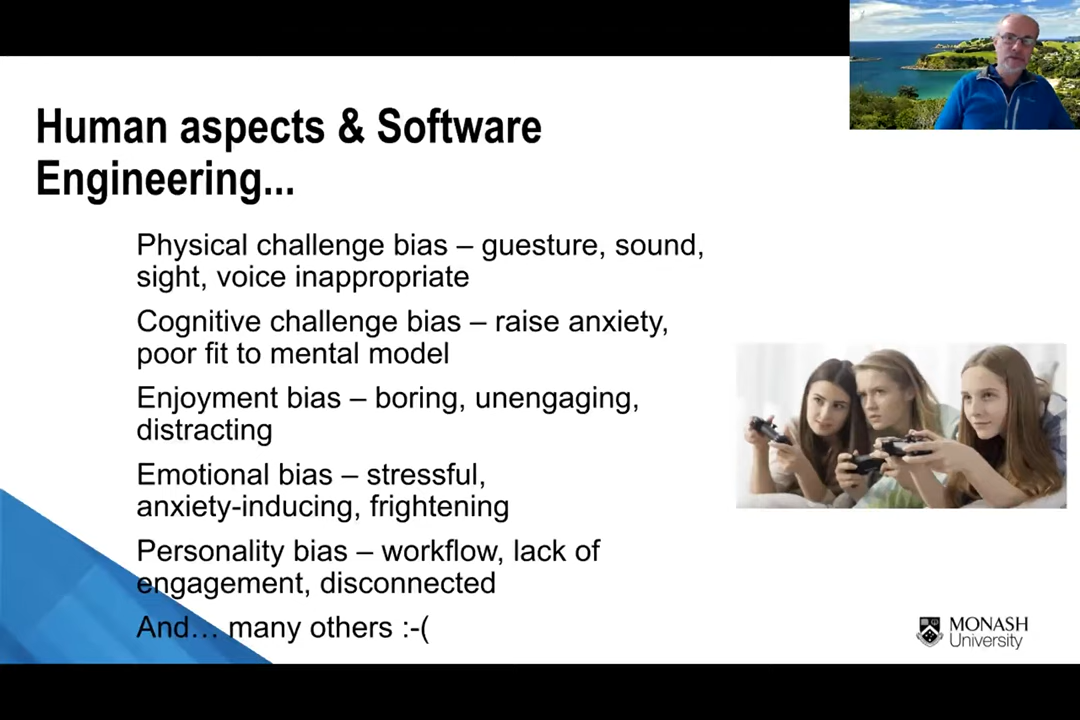 Human aspects & Software
Engineering...
Physical challenge bias – guesture, sound,
sight, voice inappropriate
Cognitive challenge bias – raise anxiety,
poor fit to mental model
Enjoyment bias – boring, unengaging,
distracting
Emotional bias – stressful,
anxiety-inducing, frightening
Personality bias – workflow, lack of
engagement, disconnected
And… many others :-(
MONASH
University